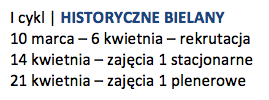 I cykl | HISTORYCZNE BIELANY
10 marca – 6 kwietnia – rekrutacja
14 kwietnia – zajęcia 1 stacjonarne
21 kwietnia – zajęcia 1 plenerowe